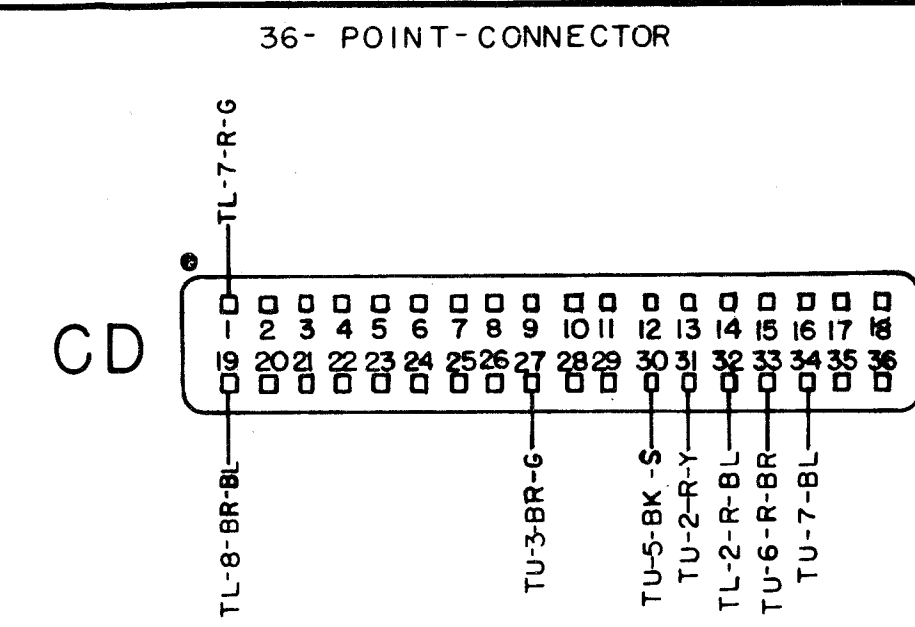 36- POINT-CONNECTOR
TL-7-R-G
CD
1 2 3 4 5 6 7 8 9 10 11 12 13 14 15 16 17 18
19 20 21 22 23 24 25 26 27 28 29 30 31 32 33 34 35 36
TL-8-BR-BL
TU-3-BR-G
TU-5-BK-S
TU-2-R-Y
TL-2-R-BL
TU-6-R-BR
TU-7-BL